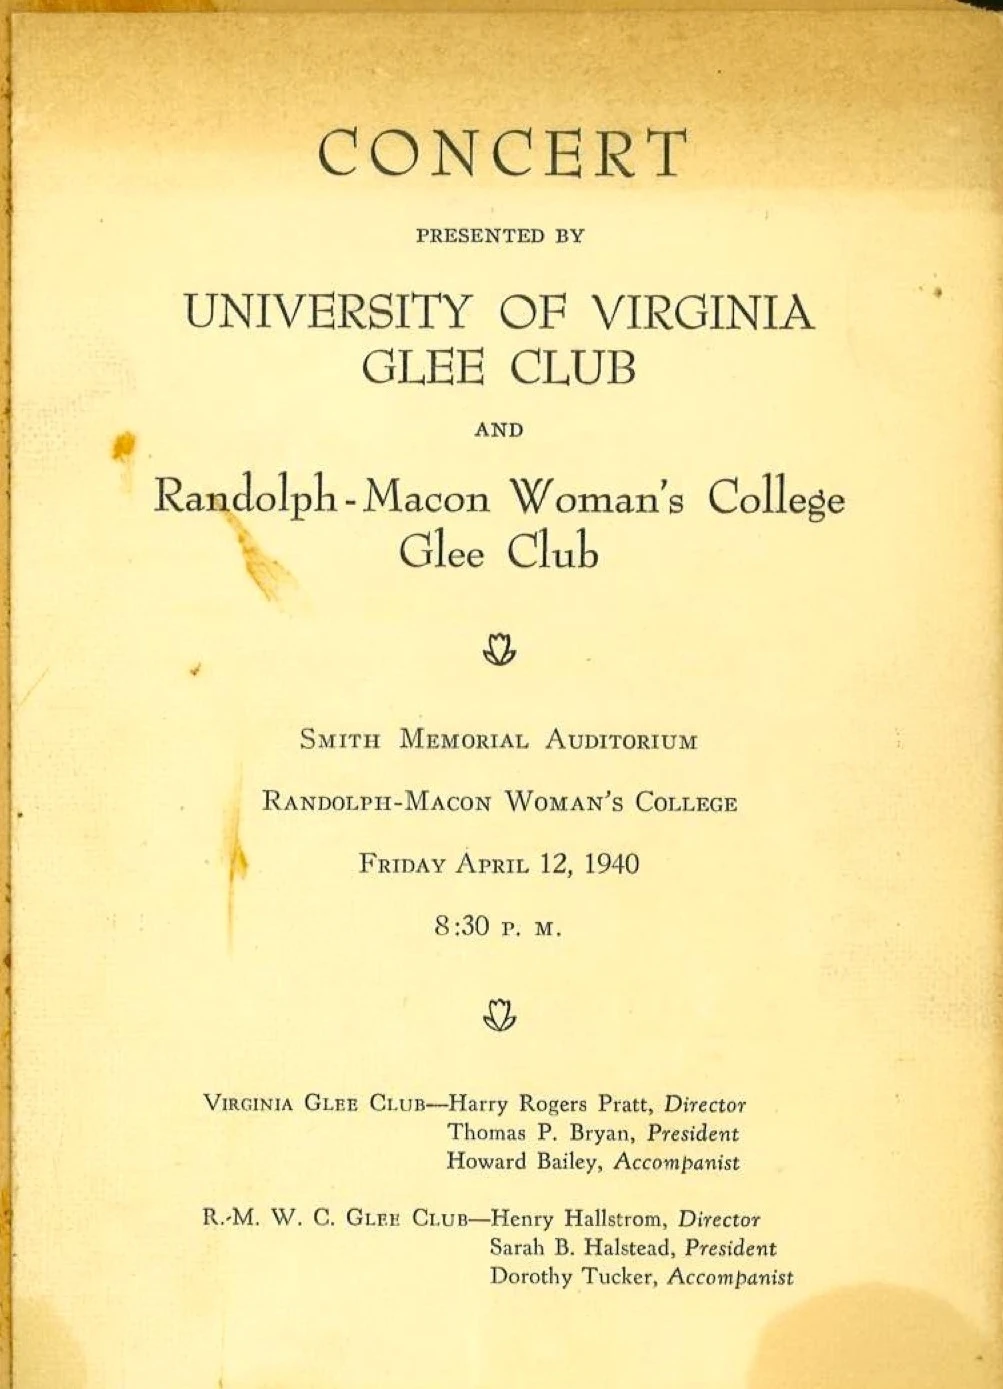 CONCERT
PRESENTED BY
UNIVERSITY OF VIRGINIA
GLEE CLUB
AND
Randolph-Macon Woman's College
Glee Club
SMITH MEMORIAL AUDITORIUM
RANDOLPH-MACON WOMAN'S COLLEGE
FRIDAY APRIL 12, 1940
8:30 P. M.
VIRGINIA GLEE CLUB—Harry Rogers Pratt, Director
Thomas P. Bryan, President
Howard Bailey, Accompanist
R.-M. W. C. GLEE CLUB—Henry Hallstrom, Director
Sarah B. Halstead, President
Dorothy Tucker, Accompanist